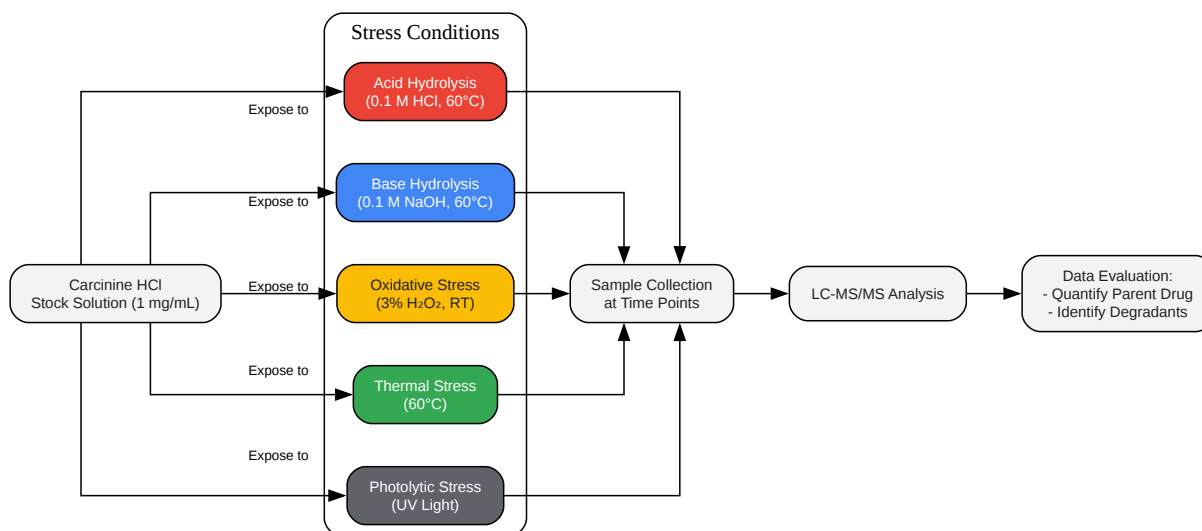 Stress Conditions
Acid Hydrolysis
(0.1 M HCl, 60°C)
Expose to
Base Hydrolysis
(0.1 M NaOH, 60°C)
Expose to
Carcinine HCl
Stock Solution (1 mg/mL)
Expose to
Oxidative Stress
(3% H₂O₂, RT)
Sample Collection
at Time Points
LC-MS/MS Analysis
Data Evaluation:
- Quantify Parent Drug
- Identify Degradants
Expose to
Thermal Stress
(60°C)
Expose to
Photolytic Stress
(UV Light)